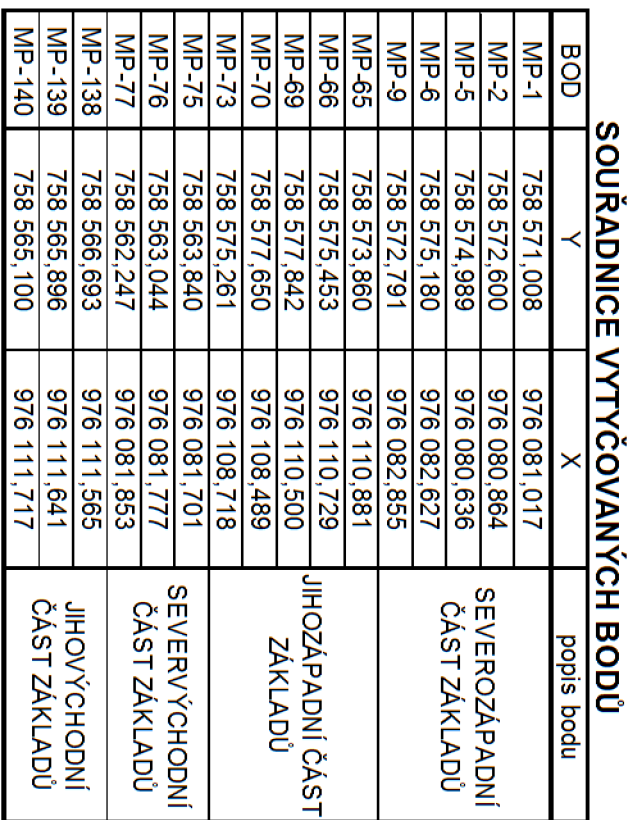 SOUŘADNICE VYTYČOVANÝCH BODŮ
BOD Y X popis bodu
MP-1 758 571,008 976 081,017
MP-2 758 572,600 976 080,864
MP-5 758 574,989 976 080,636
MP-6 758 575,180 976 082,627
MP-9 758 572,791 976 082,855
SEVEROZÁPADNÍ
ČÁST ZÁKLADŮ
MP-65 758 573,860 976 110,881
MP-66 758 575,453 976 110,729
MP-69 758 577,842 976 110,500
MP-70 758 577,650 976 108,489
MP-73 758 575,261 976 108,718
JIHOZÁPADNÍ ČÁST
ZÁKLADŮ
MP-75 758 563,840 976 081,701
MP-76 758 563,044 976 081,777
MP-77 758 562,247 976 081,853
SEVERVÝCHODNÍ
ČÁST ZÁKLADŮ
MP-138 758 566,693 976 111,565
MP-139 758 565,896 976 111,641
MP-140 758 565,100 976 111,717
JIHOVÝCHODNÍ
ČÁST ZÁKLADŮ